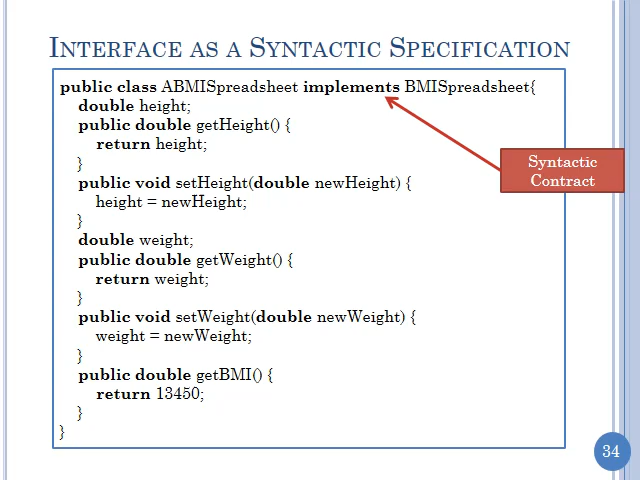 INTERFACE AS A SYNTACTIC SPECIFICATION
public class ABMISpreadsheet implements BMISpreadsheet{
double height;
public double getHeight() {
return height;
}
public void setHeight(double newHeight) {
height = newHeight;
}
double weight;
public double getWeight() {
return weight;
}
public void setWeight(double newWeight) {
weight = newWeight;
}
public double getBMI() {
return 13450;
}
}
Syntactic
Contract
34